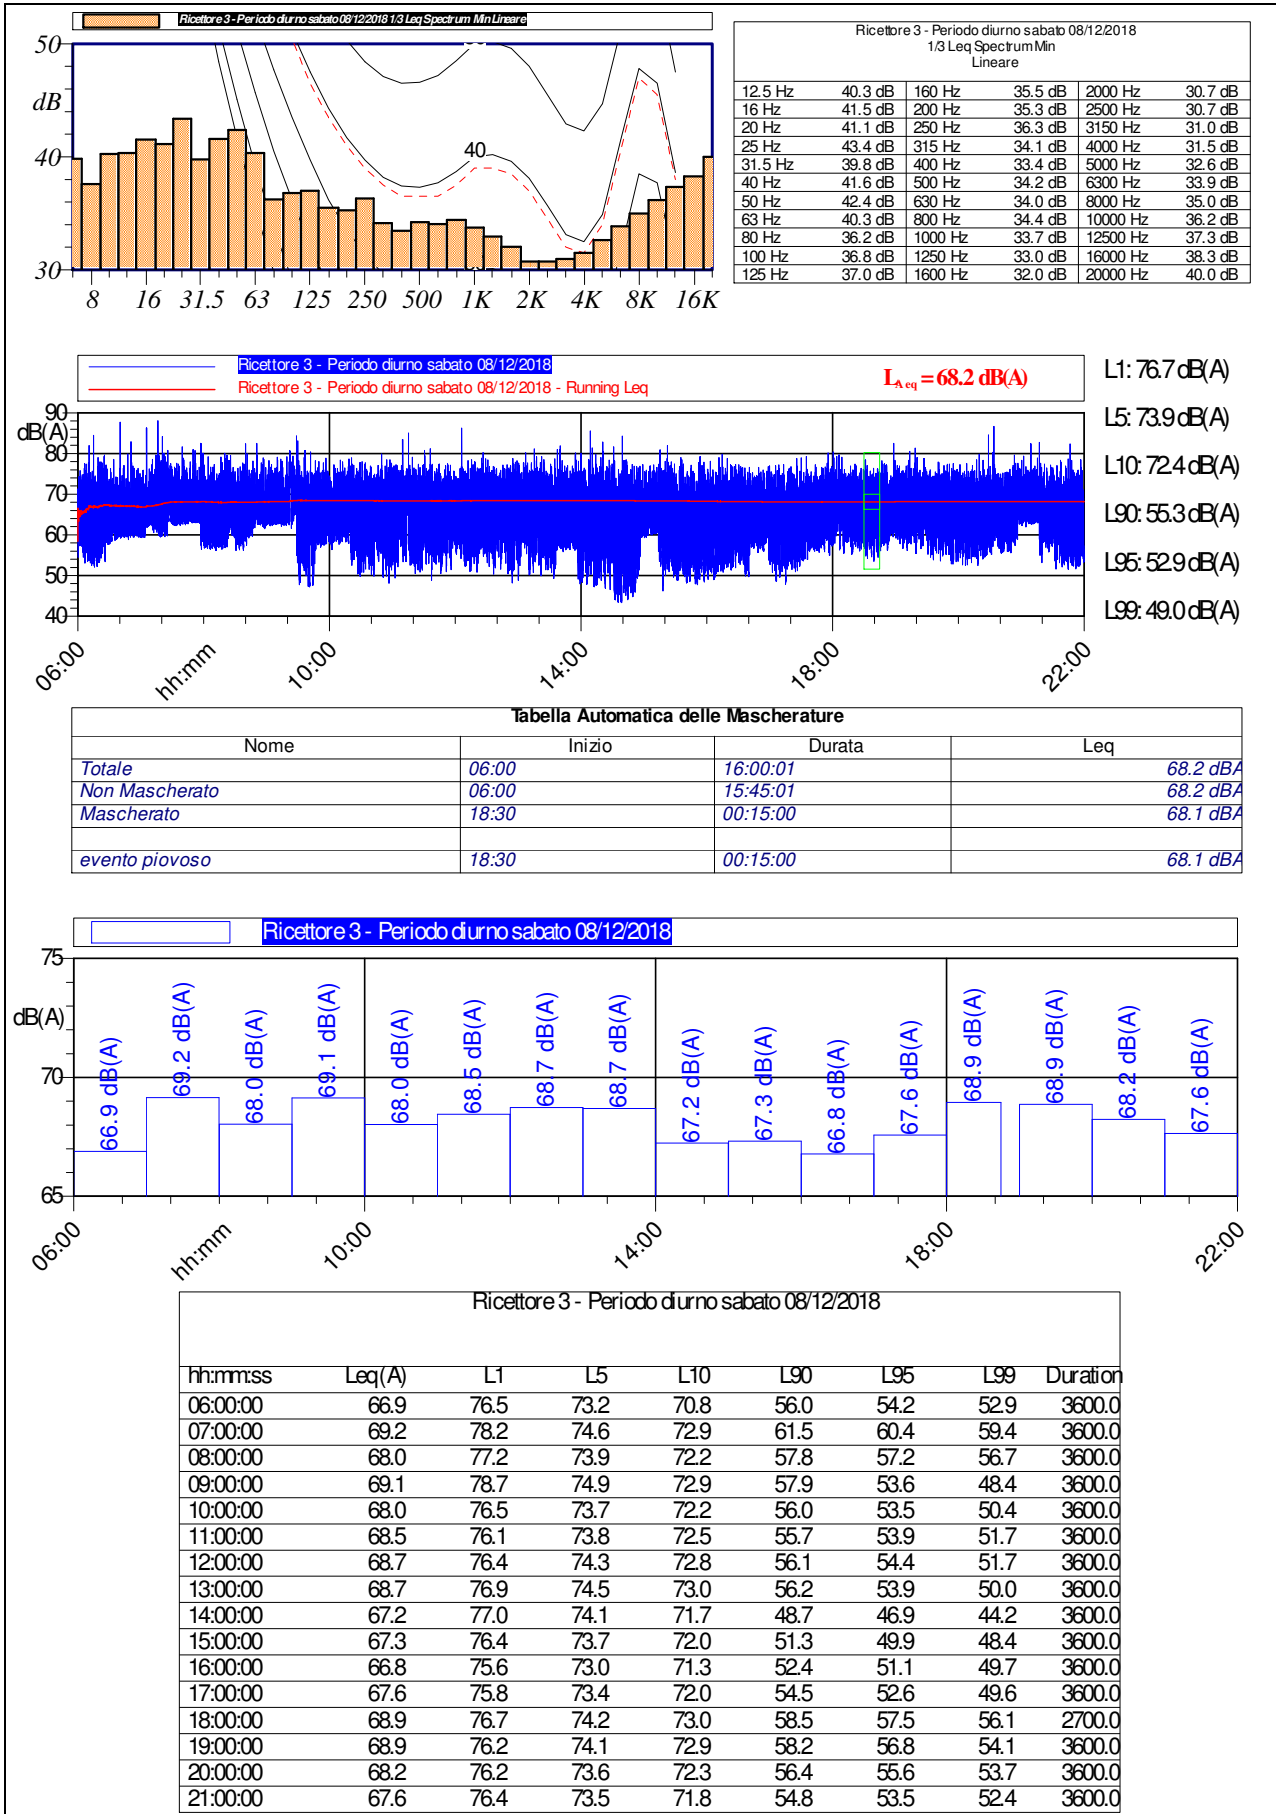 Ricettore 3 - Periodo diurno sabato 08/12/2018 1/3 Leq Spectrum Min Lineare
50
dB
40
30
40
8 16 31.5 63 125 250 500 1K 2K 4K 8K 16K
Ricettore 3 - Periodo diurno sabato 08/12/2018
1/3 Leq Spectrum Min
Lineare
12.5 Hz 40.3 dB 160 Hz 35.5 dB 2000 Hz 30.7 dB
16 Hz 41.5 dB 200 Hz 35.3 dB 2500 Hz 30.7 dB
20 Hz 41.1 dB 250 Hz 36.3 dB 3150 Hz 31.0 dB
25 Hz 43.4 dB 315 Hz 34.1 dB 4000 Hz 31.5 dB
31.5 Hz 39.8 dB 400 Hz 33.4 dB 5000 Hz 32.6 dB
40 Hz 41.6 dB 500 Hz 34.2 dB 6300 Hz 33.9 dB
50 Hz 42.4 dB 630 Hz 34.0 dB 8000 Hz 35.0 dB
63 Hz 40.3 dB 800 Hz 34.4 dB 10000 Hz 36.2 dB
80 Hz 36.2 dB 1000 Hz 33.7 dB 12500 Hz 37.3 dB
100 Hz 36.8 dB 1250 Hz 33.0 dB 16000 Hz 38.3 dB
125 Hz 37.0 dB 1600 Hz 32.0 dB 20000 Hz 40.0 dB
Ricettore 3 - Periodo diurno sabato 08/12/2018
Ricettore 3 - Periodo diurno sabato 08/12/2018 - Running Leq
LAeq = 68.2 dB(A)
L1: 76.7 dB(A)
L5: 73.9 dB(A)
L10: 72.4 dB(A)
L90: 55.3 dB(A)
L95: 52.9 dB(A)
L99: 49.0 dB(A)
90
dB(A)
80
70
60
50
40
06:00 hh:mm 10:00 14:00 18:00 22:00
Tabella Automatica delle Mascherature
Nome Inizio Durata Leq
Totale 06:00 16:00:01 68.2 dBA
Non Mascherato 06:00 15:45:01 68.2 dBA
Mascherato 18:30 00:15:00 68.1 dBA
evento piovoso 18:30 00:15:00 68.1 dBA
Ricettore 3 - Periodo diurno sabato 08/12/2018
75
dB(A)
70
65
66.9 dB(A) 69.2 dB(A) 68.0 dB(A) 69.1 dB(A) 68.0 dB(A) 68.5 dB(A) 68.7 dB(A) 68.7 dB(A) 67.2 dB(A) 67.3 dB(A) 66.8 dB(A) 67.6 dB(A) 68.9 dB(A) 68.9 dB(A) 68.2 dB(A) 67.6 dB(A)
06:00 hh:mm 10:00 14:00 18:00 22:00
Ricettore 3 - Periodo diurno sabato 08/12/2018
hh:mm:ss Leq(A) L1 L5 L10 L90 L95 L99 Duration
06:00:00 66.9 76.5 73.2 70.8 56.0 54.2 52.9 3600.0
07:00:00 69.2 78.2 74.6 72.9 61.5 60.4 59.4 3600.0
08:00:00 68.0 77.2 73.9 72.2 57.8 57.2 56.7 3600.0
09:00:00 69.1 78.7 74.9 72.9 57.9 53.6 48.4 3600.0
10:00:00 68.0 76.5 73.7 72.2 56.0 53.5 50.4 3600.0
11:00:00 68.5 76.1 73.8 72.5 55.7 53.9 51.7 3600.0
12:00:00 68.7 76.4 74.3 72.8 56.1 54.4 51.7 3600.0
13:00:00 68.7 76.9 74.5 73.0 56.2 53.9 50.0 3600.0
14:00:00 67.2 77.0 74.1 71.7 48.7 46.9 44.2 3600.0
15:00:00 67.3 76.4 73.7 72.0 51.3 49.9 48.4 3600.0
16:00:00 66.8 75.6 73.0 71.3 52.4 51.1 49.7 3600.0
17:00:00 67.6 75.8 73.4 72.0 54.5 52.6 49.6 3600.0
18:00:00 68.9 76.7 74.2 73.0 58.5 57.5 56.1 2700.0
19:00:00 68.9 76.2 74.1 72.9 58.2 56.8 54.1 3600.0
20:00:00 68.2 76.2 73.6 72.3 56.4 55.6 53.7 3600.0
21:00:00 67.6 76.4 73.5 71.8 54.8 53.5 52.4 3600.0